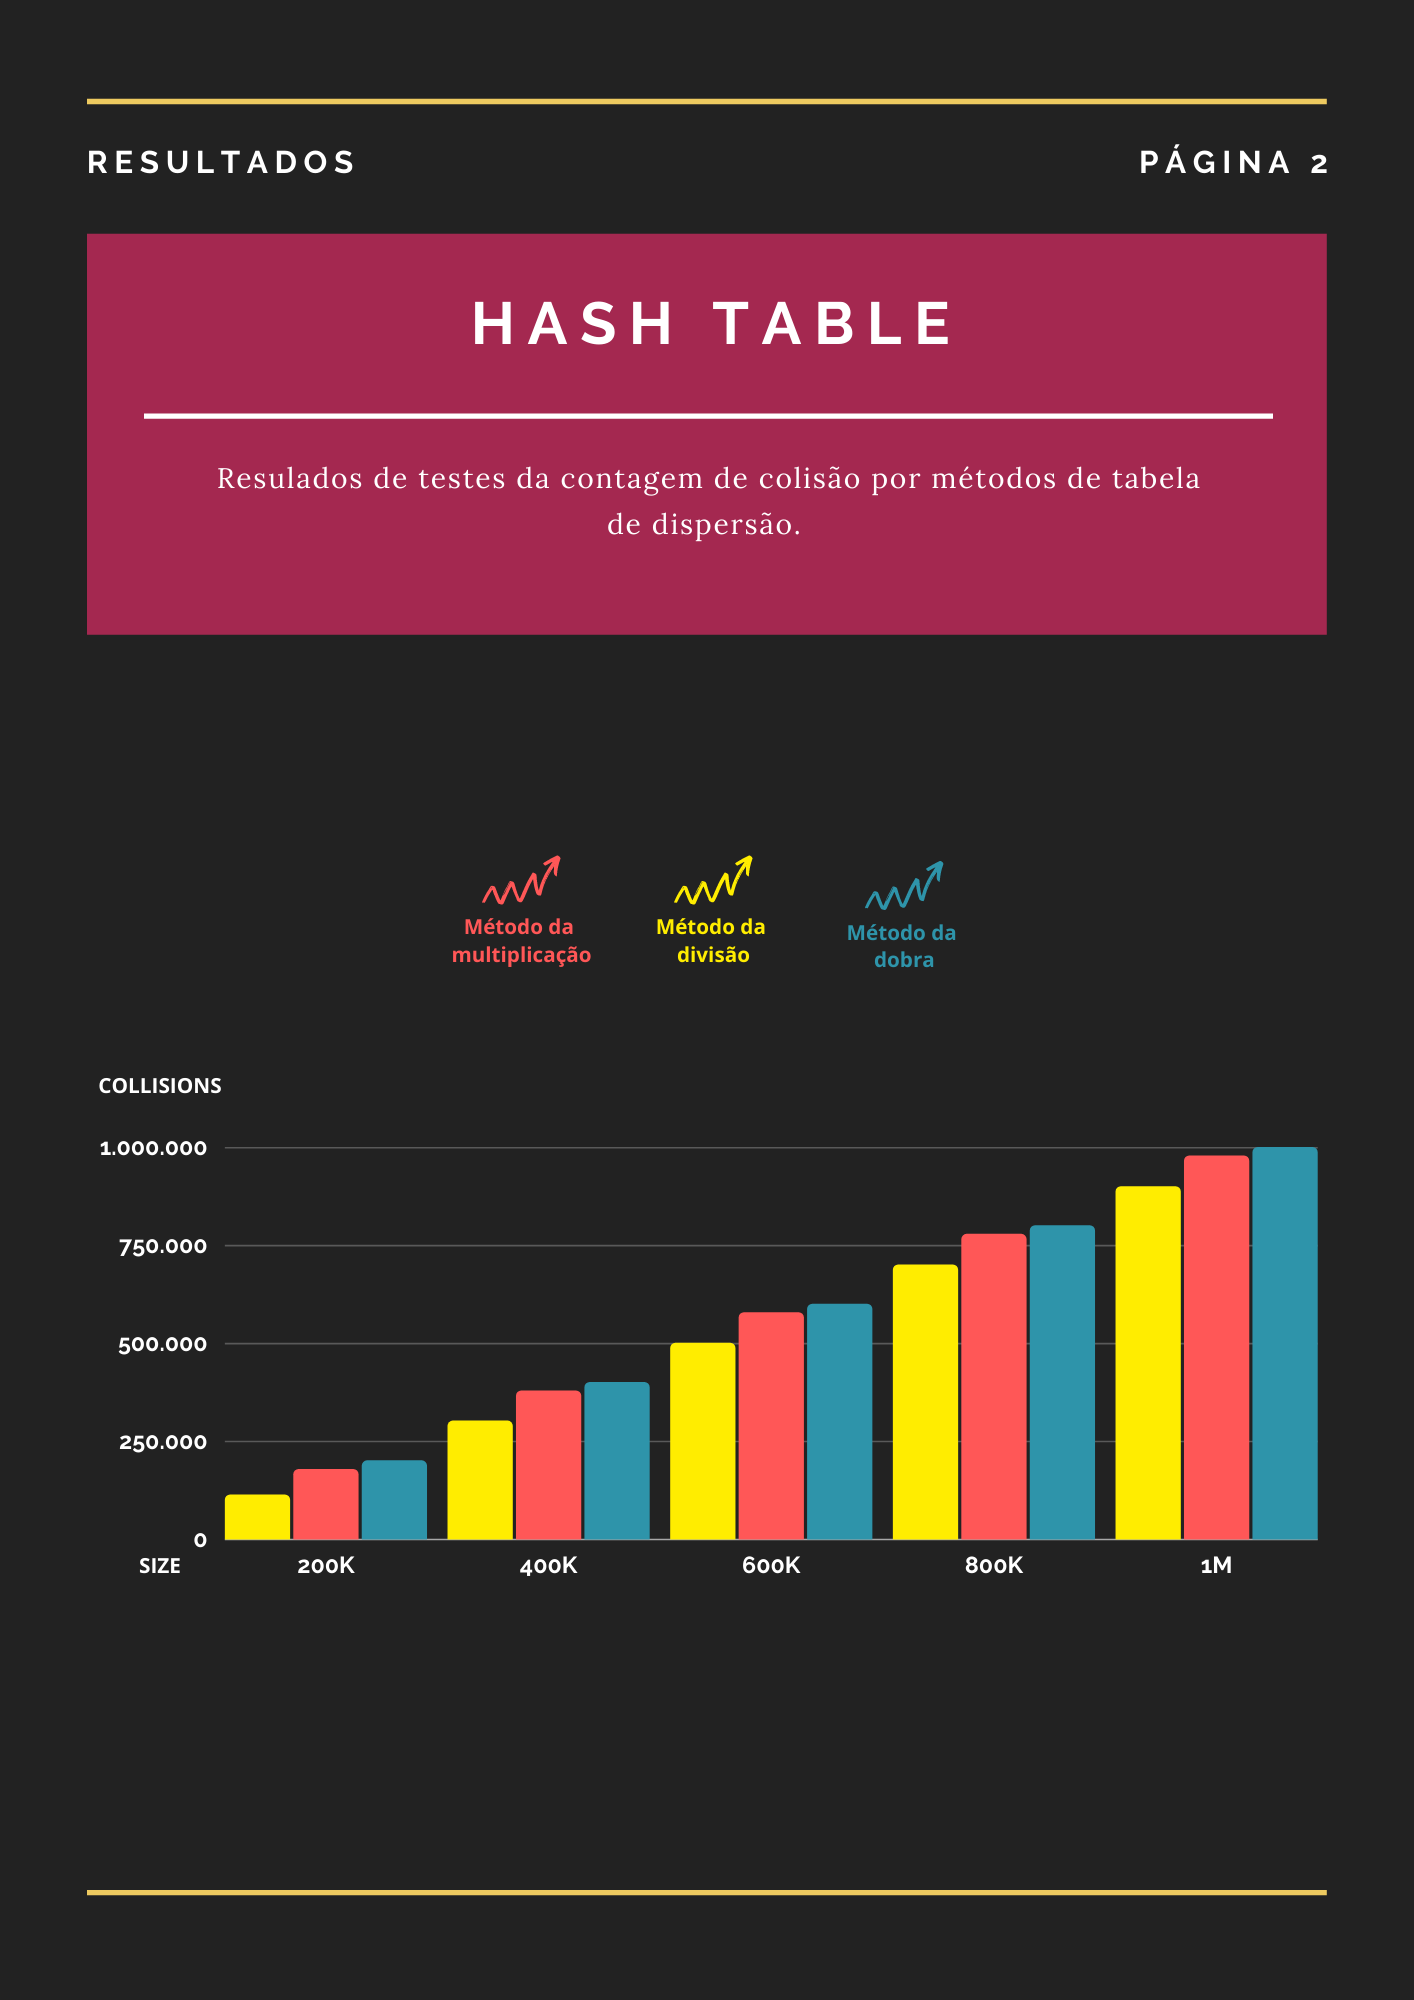 RESULTADOS
PÁGINA 2
HASH TABLE
Resulados de testes da contagem de colisão por métodos de tabela
de dispersão.
Método da
multiplicação
Método da
divisão
Método da
dobra
COLLISIONS
1.000.000
750.000
500.000
250.000
0
SIZE
200K
400K
600K
800K
1M